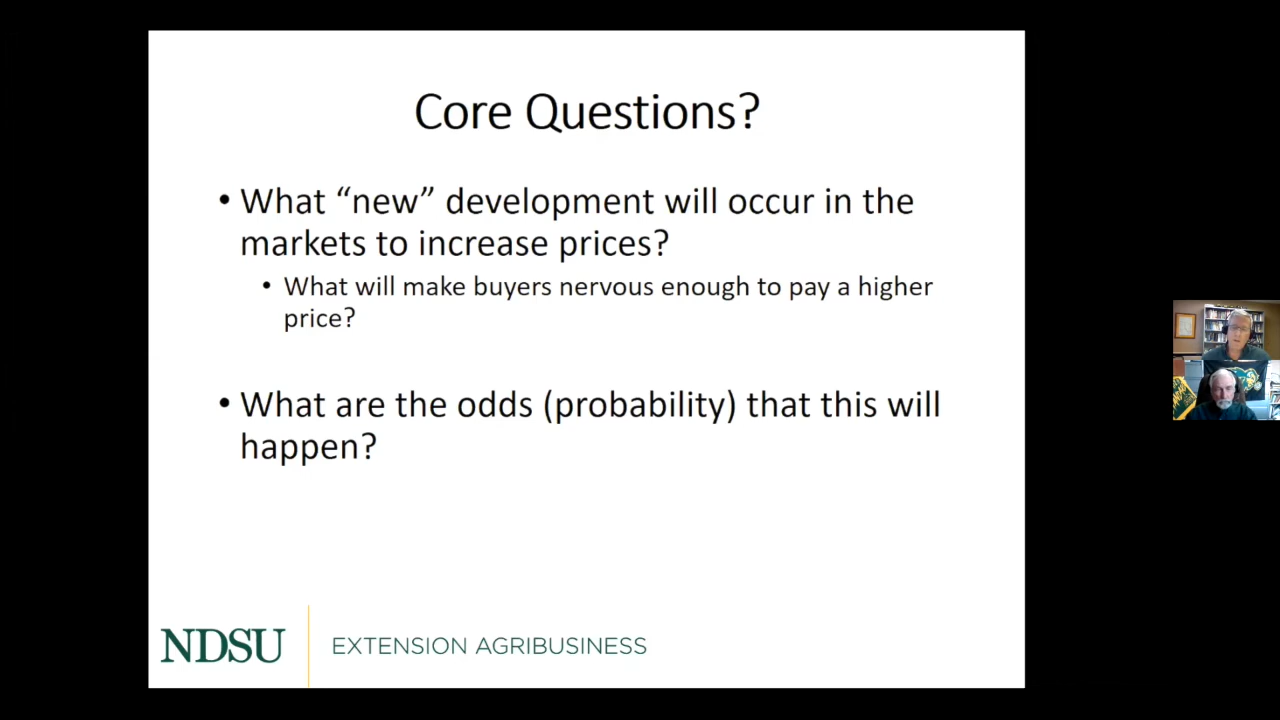 Core Questions?
• What “new” development will occur in the
markets to increase prices?
• What will make buyers nervous enough to pay a higher
price?
• What are the odds (probability) that this will
happen?
NDSU EXTENSION AGRIBUSINESS